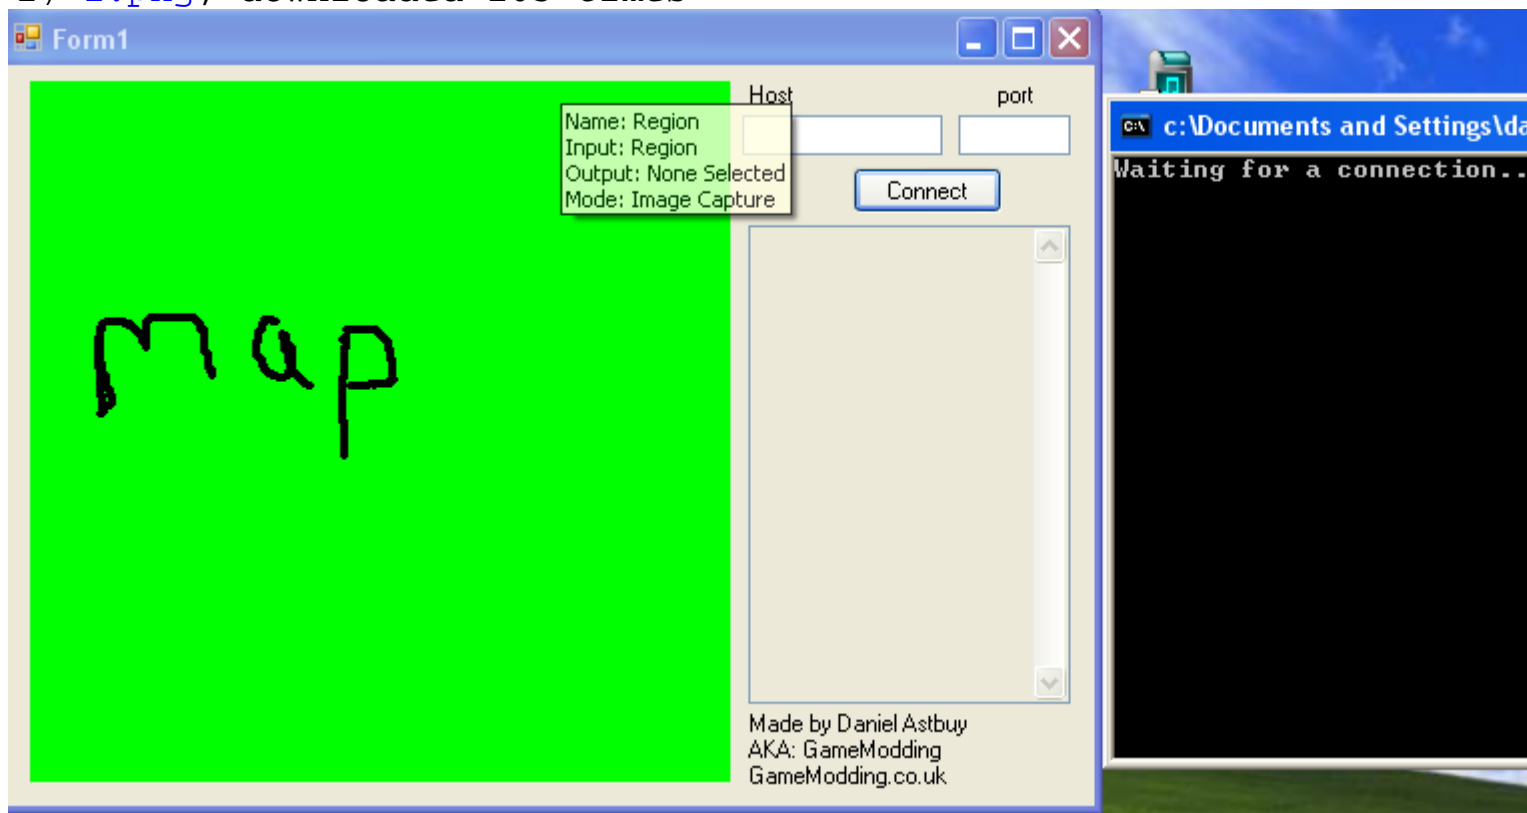 Form1
map
Name: Region
Input: Region
Output: None Selected
Mode: Image Capture
Host port
Connect
Made by Daniel Astbuy
AKA: GameModding
GameModding.co.uk
c:\Documents and Settings\da
Waiting for a connection..